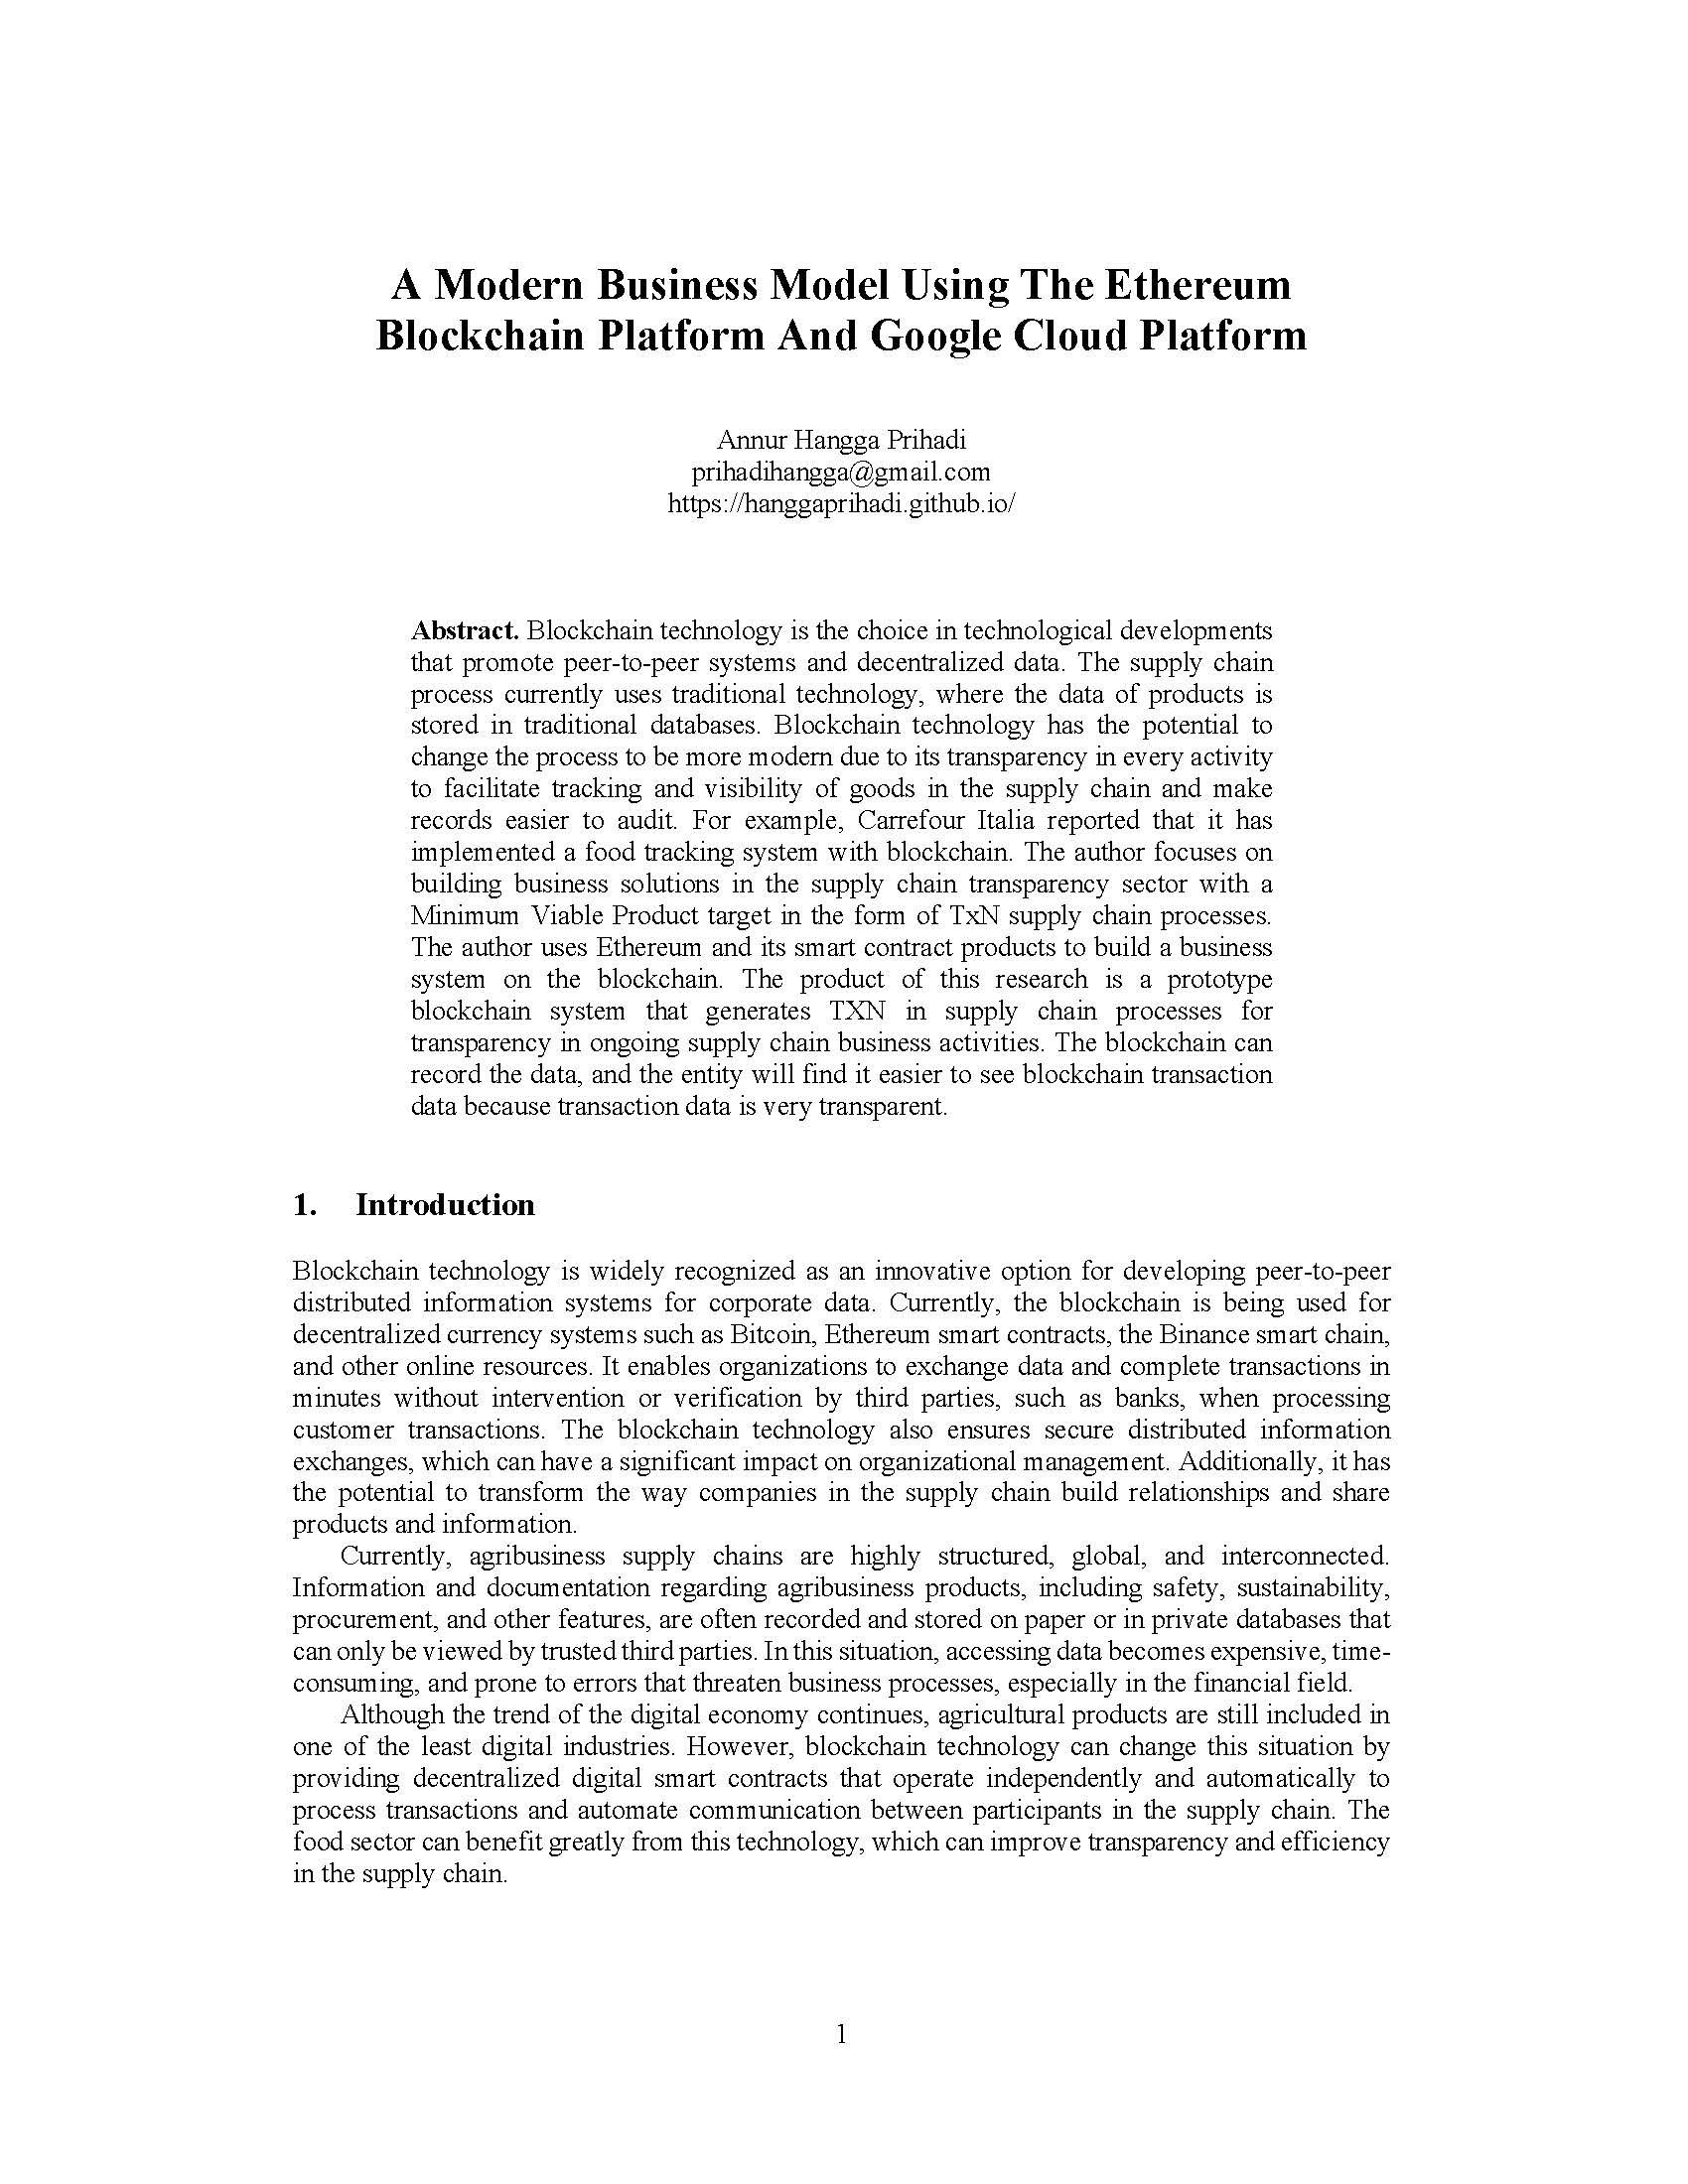 A Modern Business Model Using The Ethereum
Blockchain Platform And Google Cloud Platform
Annur Hangga Prihadi
prihadihangga@gmail.com
https://hanggaprihadi.github.io/
Abstract. Blockchain technology is the choice in technological developments
that promote peer-to-peer systems and decentralized data. The supply chain
process currently uses traditional technology, where the data of products is
stored in traditional databases. Blockchain technology has the potential to
change the process to be more modern due to its transparency in every activity
to facilitate tracking and visibility of goods in the supply chain and make
records easier to audit. For example, Carrefour Italia reported that it has
implemented a food tracking system with blockchain. The author focuses on
building business solutions in the supply chain transparency sector with a
Minimum Viable Product target in the form of TxN supply chain processes.
The author uses Ethereum and its smart contract products to build a business
system on the blockchain. The product of this research is a prototype
blockchain system that generates TXN in supply chain processes for
transparency in ongoing supply chain business activities. The blockchain can
record the data, and the entity will find it easier to see blockchain transaction
data because transaction data is very transparent.
1. Introduction
Blockchain technology is widely recognized as an innovative option for developing peer-to-peer
distributed information systems for corporate data. Currently, the blockchain is being used for
decentralized currency systems such as Bitcoin, Ethereum smart contracts, the Binance smart chain,
and other online resources. It enables organizations to exchange data and complete transactions in
minutes without intervention or verification by third parties, such as banks, when processing
customer transactions. The blockchain technology also ensures secure distributed information
exchanges, which can have a significant impact on organizational management. Additionally, it has
the potential to transform the way companies in the supply chain build relationships and share
products and information.
Currently, agribusiness supply chains are highly structured, global, and interconnected.
Information and documentation regarding agribusiness products, including safety, sustainability,
procurement, and other features, are often recorded and stored on paper or in private databases that
can only be viewed by trusted third parties. In this situation, accessing data becomes expensive, time-
consuming, and prone to errors that threaten business processes, especially in the financial field.
Although the trend of the digital economy continues, agricultural products are still included in
one of the least digital industries. However, blockchain technology can change this situation by
providing decentralized digital smart contracts that operate independently and automatically to
process transactions and automate communication between participants in the supply chain. The
food sector can benefit greatly from this technology, which can improve transparency and efficiency
in the supply chain.
1